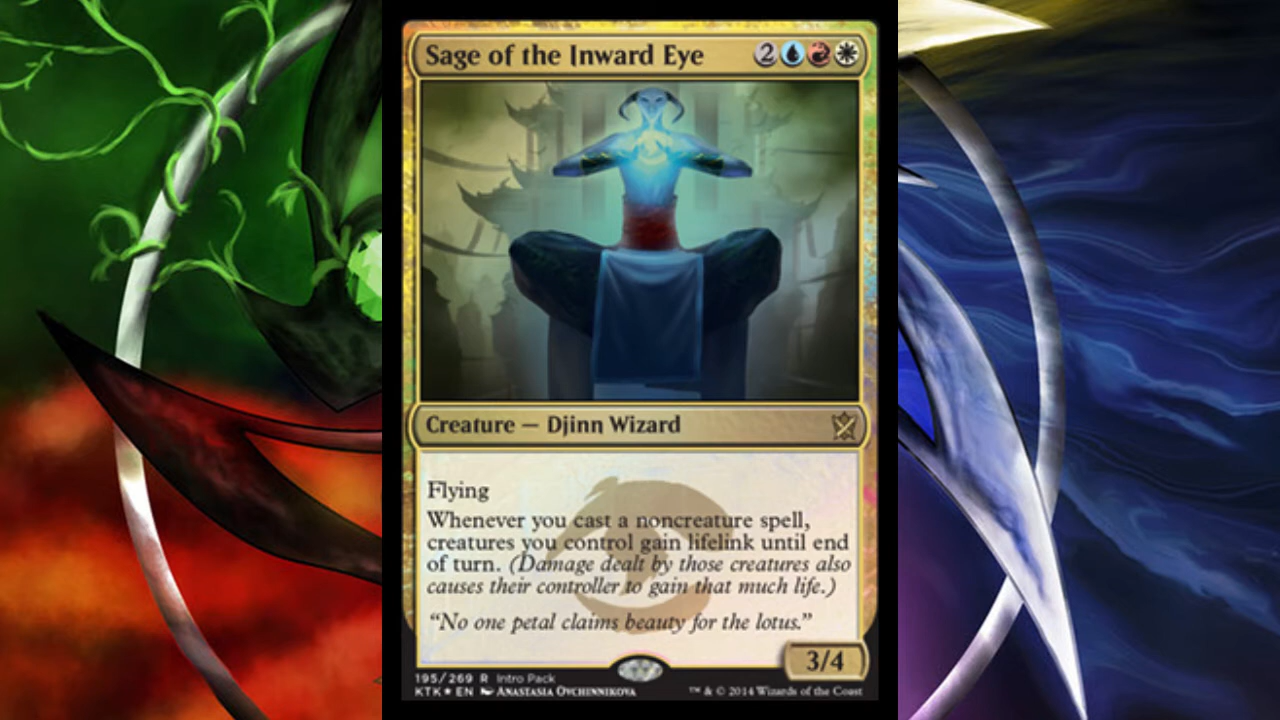 Sage of the Inward Eye 2
Creature — Djinn Wizard
Flying
Whenever you cast a noncreature spell,
creatures you control gain lifelink until end
of turn. (Damage dealt by those creatures also
causes their controller to gain that much life.)
“No one petal claims beauty for the lotus.”
3/4
195/269 R Intro Pack
KTK★EN Anastasia Ovchinnikova ™ & © 2014 Wizards of the Coast